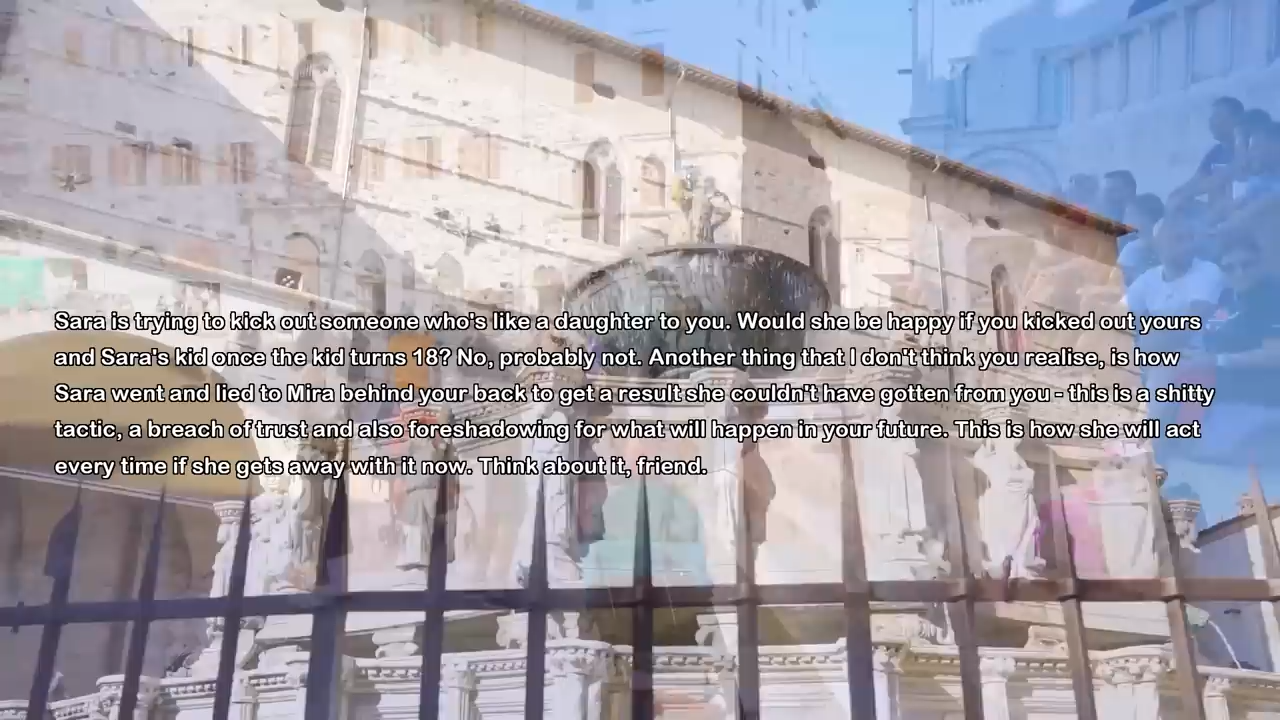 Sara is trying to kick out someone who's like a daughter to you. Would she be happy if you kicked out yours
and Sara's kid once the kid turns 18? No, probably not. Another thing that I don't think you realise, is how
Sara went and lied to Mira behind your back to get a result she couldn't have gotten from you - this is a shitty
tactic, a breach of trust and also foreshadowing for what will happen in your future. This is how she will act
every time if she gets away with it now. Think about it, friend.